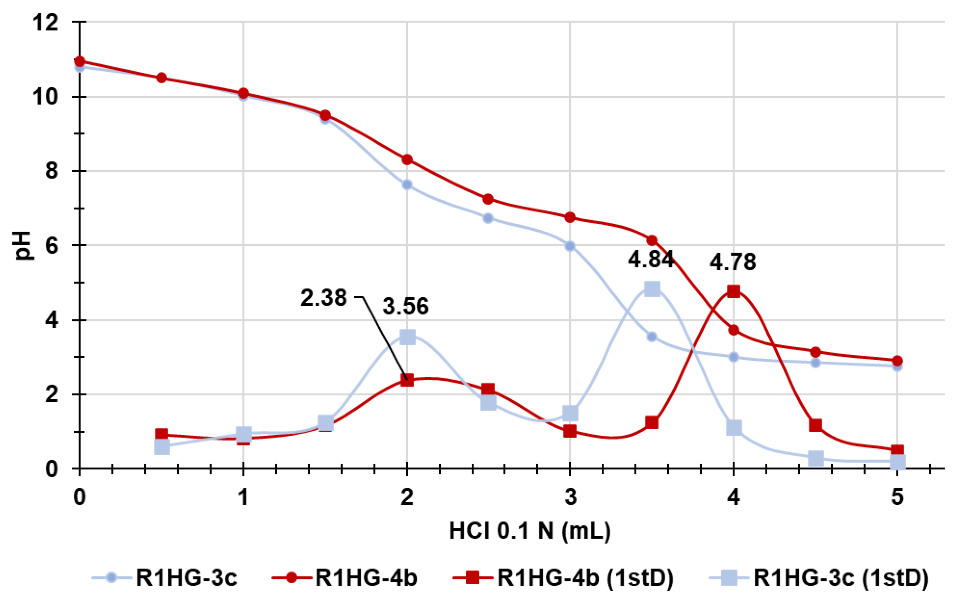 12
10
8
6
4
2
0
pH
4.84
4.78
2.38
3.56
0 1 2 3 4 5
HCl 0.1 N (mL)
R1HG-3c R1HG-4b R1HG-4b (1stD) R1HG-3c (1stD)